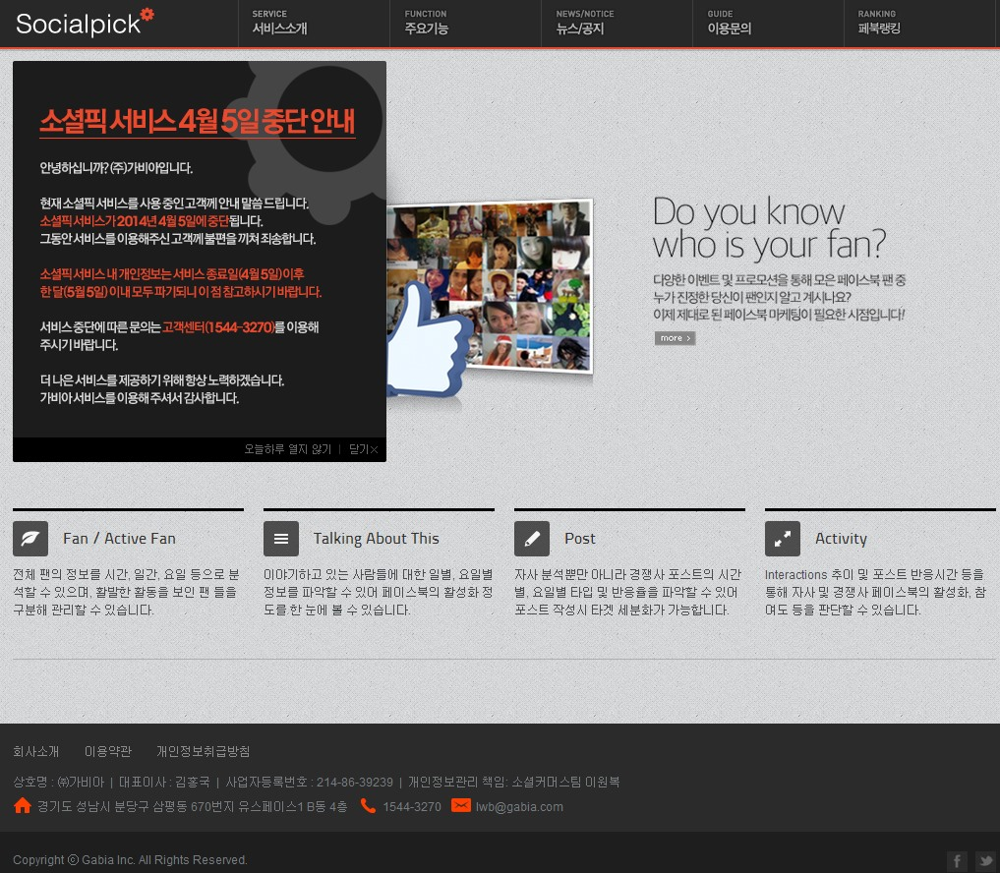 Socialpick
SERVICE
서비스소개
FUNCTION
주요기능
NEWS/NOTICE
뉴스/공지
GUIDE
이용문의
RANKING
페북랭킹
소셜픽 서비스 4월 5일 중단 안내
안녕하십니까? (주)가비아입니다.
현재 소셜픽 서비스를 사용 중인 고객께 안내 말씀 드립니다.
소셜픽 서비스가 2014년 4월 5일에 중단됩니다.
그동안 서비스를 이용해주신 고객께 불편을 끼쳐 죄송합니다.
소셜픽 서비스 내 개인정보는 서비스 종료일(4월 5일) 이후
한 달(5월 5일) 이내 모두 파기되니 이 점 참고하시기 바랍니다.
서비스 중단에 따른 문의는 고객센터(1544-3270)를 이용해
주시기 바랍니다.
더 나은 서비스를 제공하기 위해 항상 노력하겠습니다.
가비아 서비스를 이용해 주셔서 감사합니다.
오늘하루 열지 않기 | 닫기×
Do you know
who is your fan?
다양한 이벤트 및 프로모션을 통해 모은 페이스북 팬 중
누가 진정한 당신이 팬인지 알고 계시나요?
이제 제대로 된 페이스북 마케팅이 필요한 시점입니다!
more >
Fan / Active Fan
전체 팬의 정보를 시간, 일간, 요일 등으로 분
석할 수 있으며, 활발한 활동을 보인 팬 들을
구분해 관리할 수 있습니다.
Talking About This
이야기하고 있는 사람들에 대한 일별, 요일별
정보를 파악할 수 있어 페이스북의 활성화 정
도를 한 눈에 볼 수 있습니다.
Post
자사 분석뿐만 아니라 경쟁사 포스트의 시간
별, 요일별 타입 및 반응율을 파악할 수 있어
포스트 작성시 타겟 세분화가 가능합니다.
Activity
Interactions 추이 및 포스트 반응시간 등을
통해 자사 및 경쟁사 페이스북의 활성화, 참
여도 등을 판단할 수 있습니다.
회사소개 이용약관 개인정보취급방침
상호명 : ㈜가비아 | 대표이사 : 김홍국 | 사업자등록번호 : 214-86-39239 | 개인정보관리 책임: 소셜커머스팀 이원복
경기도 성남시 분당구 삼평동 670번지 유스페이스1 B동 4층 1544-3270 lwb@gabia.com
Copyright ⓒ Gabia Inc. All Rights Reserved.